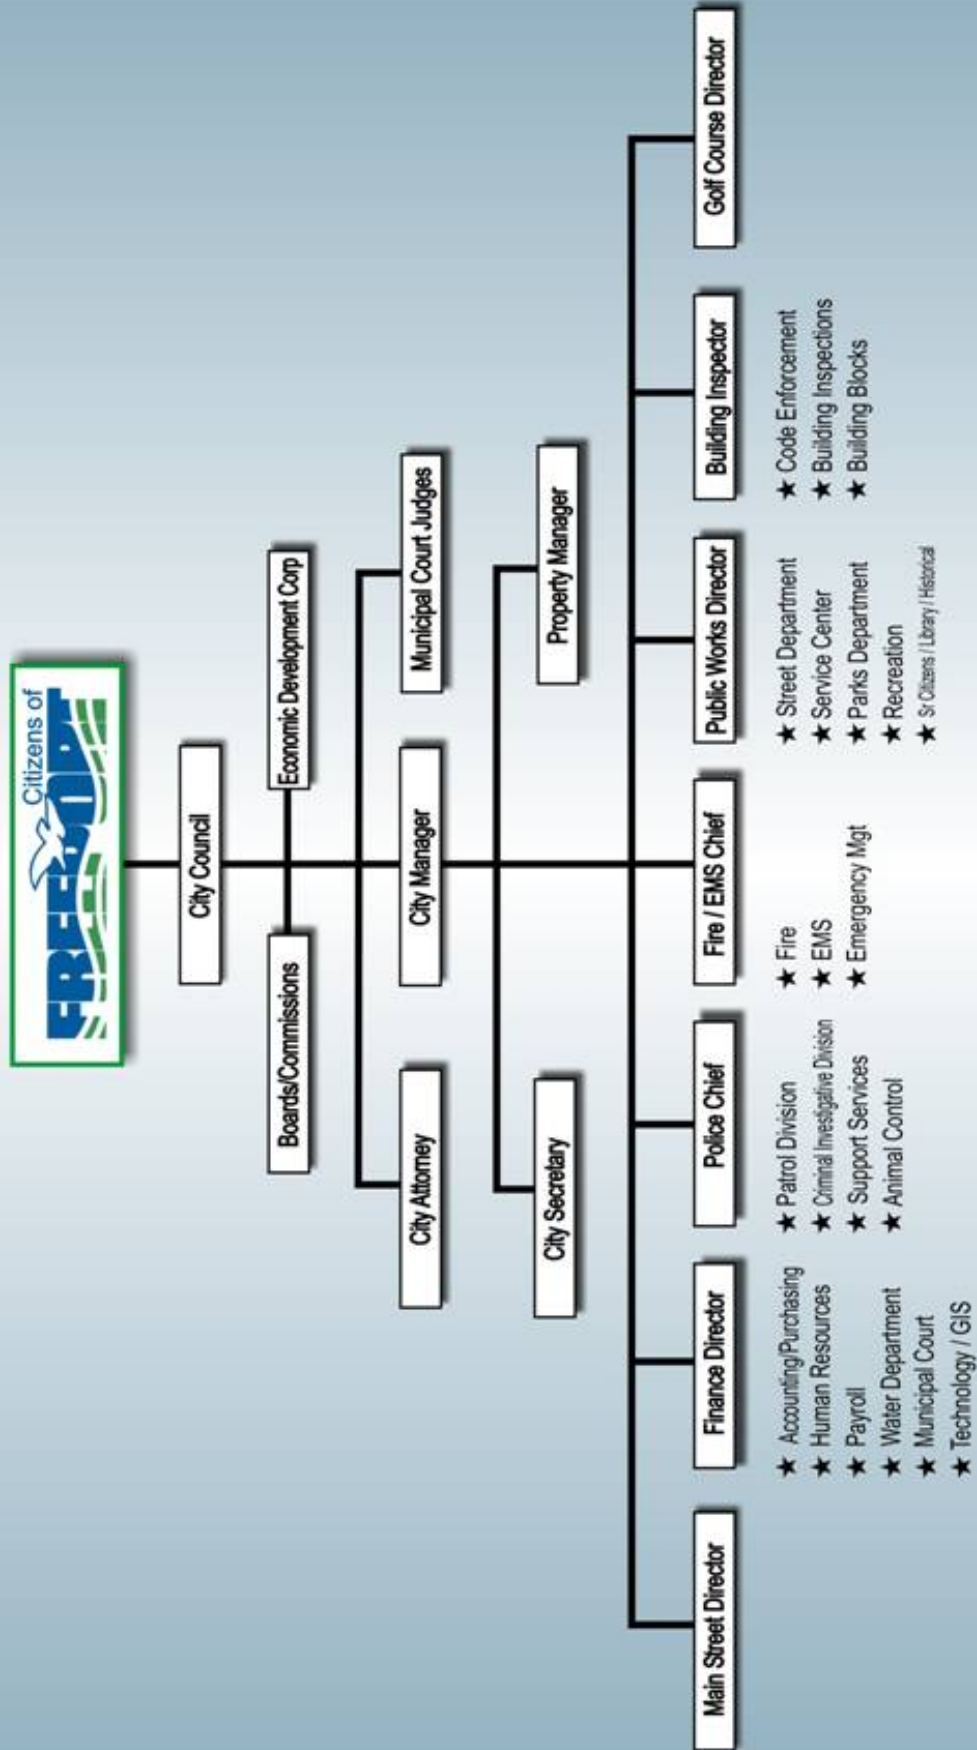 Citizens of
FREEPORT
City Council
Boards/Commissions
Economic Development Corp
City Attorney
City Manager
Municipal Court Judges
City Secretary
Property Manager
Main Street Director
Finance Director
★ Accounting/Purchasing
★ Human Resources
★ Payroll
★ Water Department
★ Municipal Court
★ Technology / GIS
Police Chief
★ Patrol Division
★ Criminal Investigative Division
★ Support Services
★ Animal Control
Fire / EMS Chief
★ Fire
★ EMS
★ Emergency Mgt
Public Works Director
★ Street Department
★ Service Center
★ Parks Department
★ Recreation
★ Sr Citizens / Library / Historical
Building Inspector
★ Code Enforcement
★ Building Inspections
★ Building Blocks
Golf Course Director